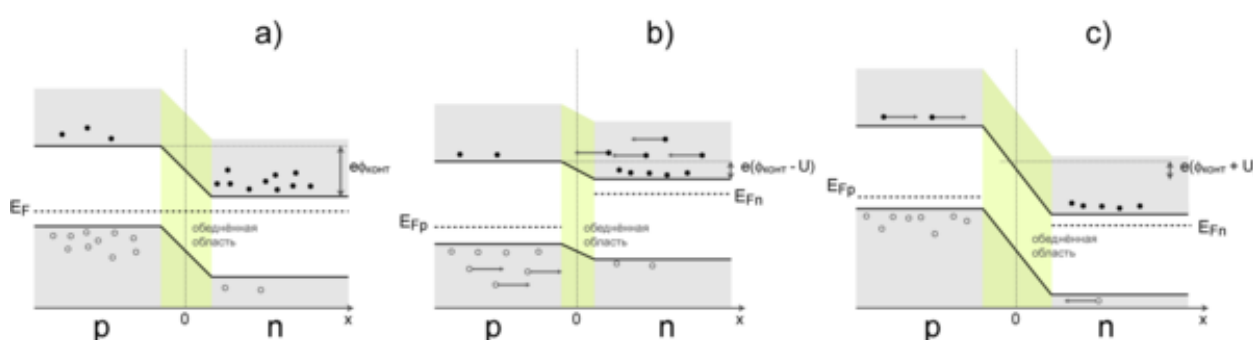 a)
eφконт
EF
обеднённая
область
p
0
n
x
b)
e(φконт - U)
EFn
EFp
обеднённая
область
p
0
n
x
c)
e(φконт + U
EFp
обеднённая
область
EFn
p
0
n
x